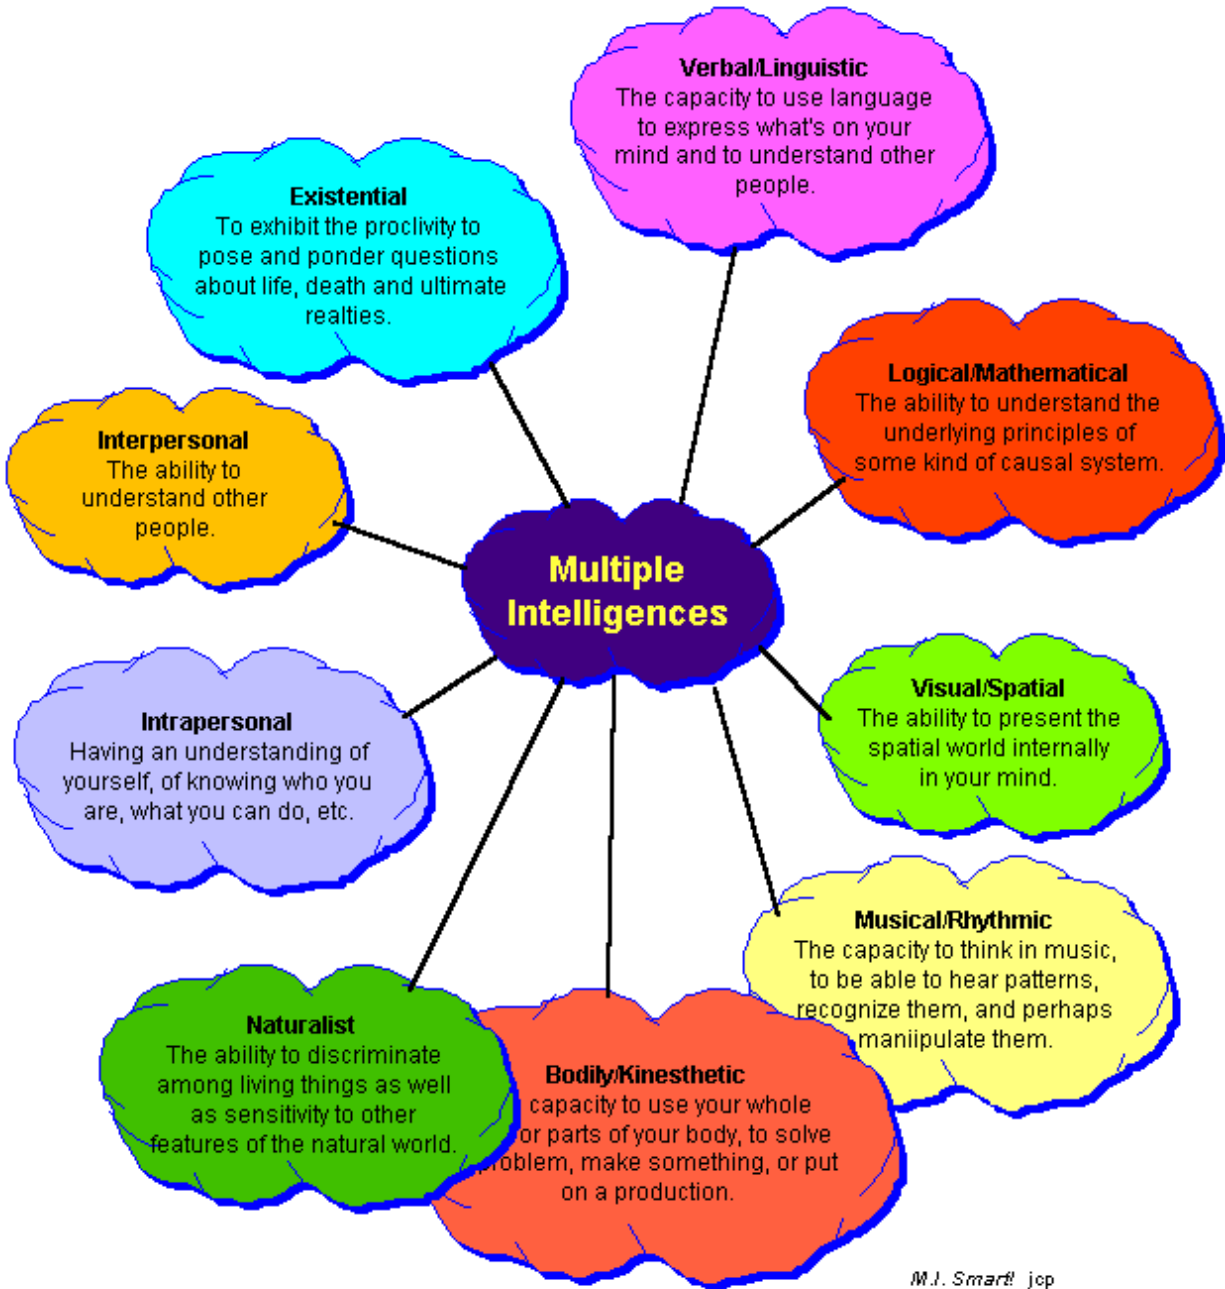 Verbal/Linguistic
The capacity to use language
to express what's on your
mind and to understand other
people.
Existential
To exhibit the proclivity to
pose and ponder questions
about life, death and ultimate
realties.
Logical/Mathematical
The ability to understand the
underlying principles of
some kind of causal system.
Interpersonal
The ability to
understand other
people.
Multiple
Intelligences
Intrapersonal
Having an understanding of
yourself, of knowing who you
are, what you can do, etc.
Visual/Spatial
The ability to present the
spatial world internally
in your mind.
Musical/Rhythmic
The capacity to think in music,
to be able to hear patterns,
recognize them, and perhaps
maniipulate them.
Naturalist
The ability to discriminate
among living things as well
as sensitivity to other
features of the natural world.
Bodily/Kinesthetic
capacity to use your whole
or parts of your body, to solve
problem, make something, or put
on a production.
M.I. Smart! jcp